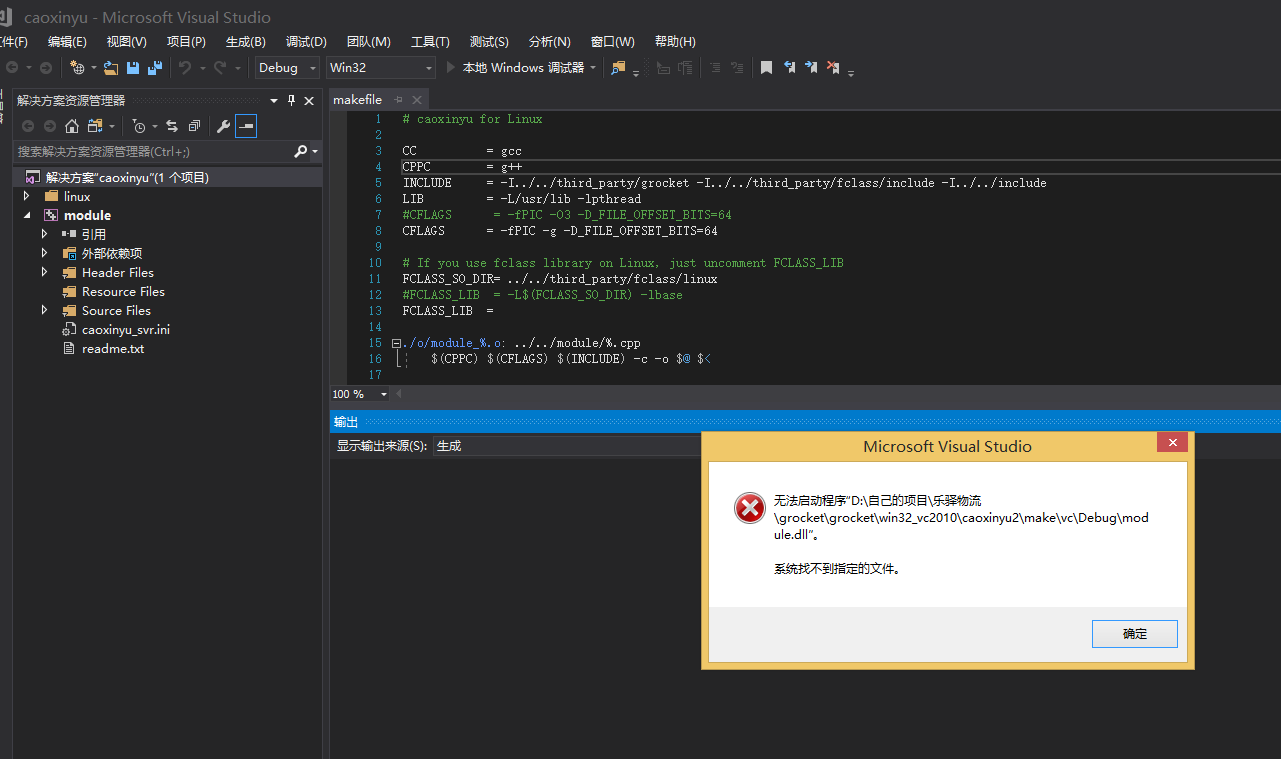 caoxinyu - Microsoft Visual Studio
件(F) 编辑(E) 视图(V) 项目(P) 生成(B) 调试(D) 团队(M) 工具(T) 测试(S) 分析(N) 窗口(W) 帮助(H)
Debug Win32 本地 Windows 调试器
解决方案资源管理器
搜索解决方案资源管理器(Ctrl+;)
解决方案"caoxinyu"(1 个项目)
linux
module
引用
外部依赖项
Header Files
Resource Files
Source Files
caoxinyu_svr.ini
readme.txt
makefile
1 # caoxinyu for Linux
2
3 CC = gcc
4 CPPC = g++
5 INCLUDE = -I../../third_party/grocket -I../../third_party/fclass/include -I../../include
6 LIB = -L/usr/lib -lpthread
7 #CFLAGS = -fPIC -O3 -D_FILE_OFFSET_BITS=64
8 CFLAGS = -fPIC -g -D_FILE_OFFSET_BITS=64
9
10 # If you use fclass library on Linux, just uncomment FCLASS_LIB
11 FCLASS_SO_DIR= ../../third_party/fclass/linux
12 #FCLASS_LIB = -L$(FCLASS_SO_DIR) -lbase
13 FCLASS_LIB =
14
15 ./o/module_%.o: ../../module/%.cpp
16 $(CPPC) $(CFLAGS) $(INCLUDE) -c -o $@ $<
17
100 %
输出
显示输出来源(S): 生成
Microsoft Visual Studio
无法启动程序"D:\自己的项目\乐驿物流
\grocket\grocket\win32_vc2010\caoxinyu2\make\vc\Debug\mod
ule.dll"。
系统找不到指定的文件。
确定